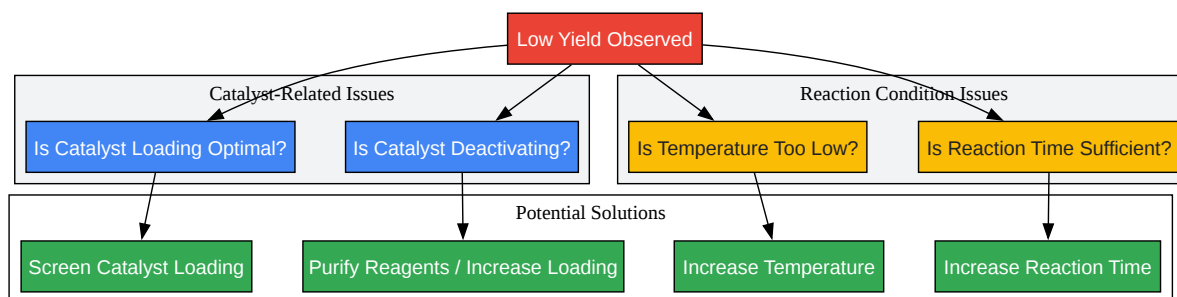 Low Yield Observed
Catalyst-Related Issues
Reaction Condition Issues
Is Catalyst Loading Optimal?
Is Catalyst Deactivating?
Is Temperature Too Low?
Is Reaction Time Sufficient?
Potential Solutions
Screen Catalyst Loading
Purify Reagents / Increase Loading
Increase Temperature
Increase Reaction Time